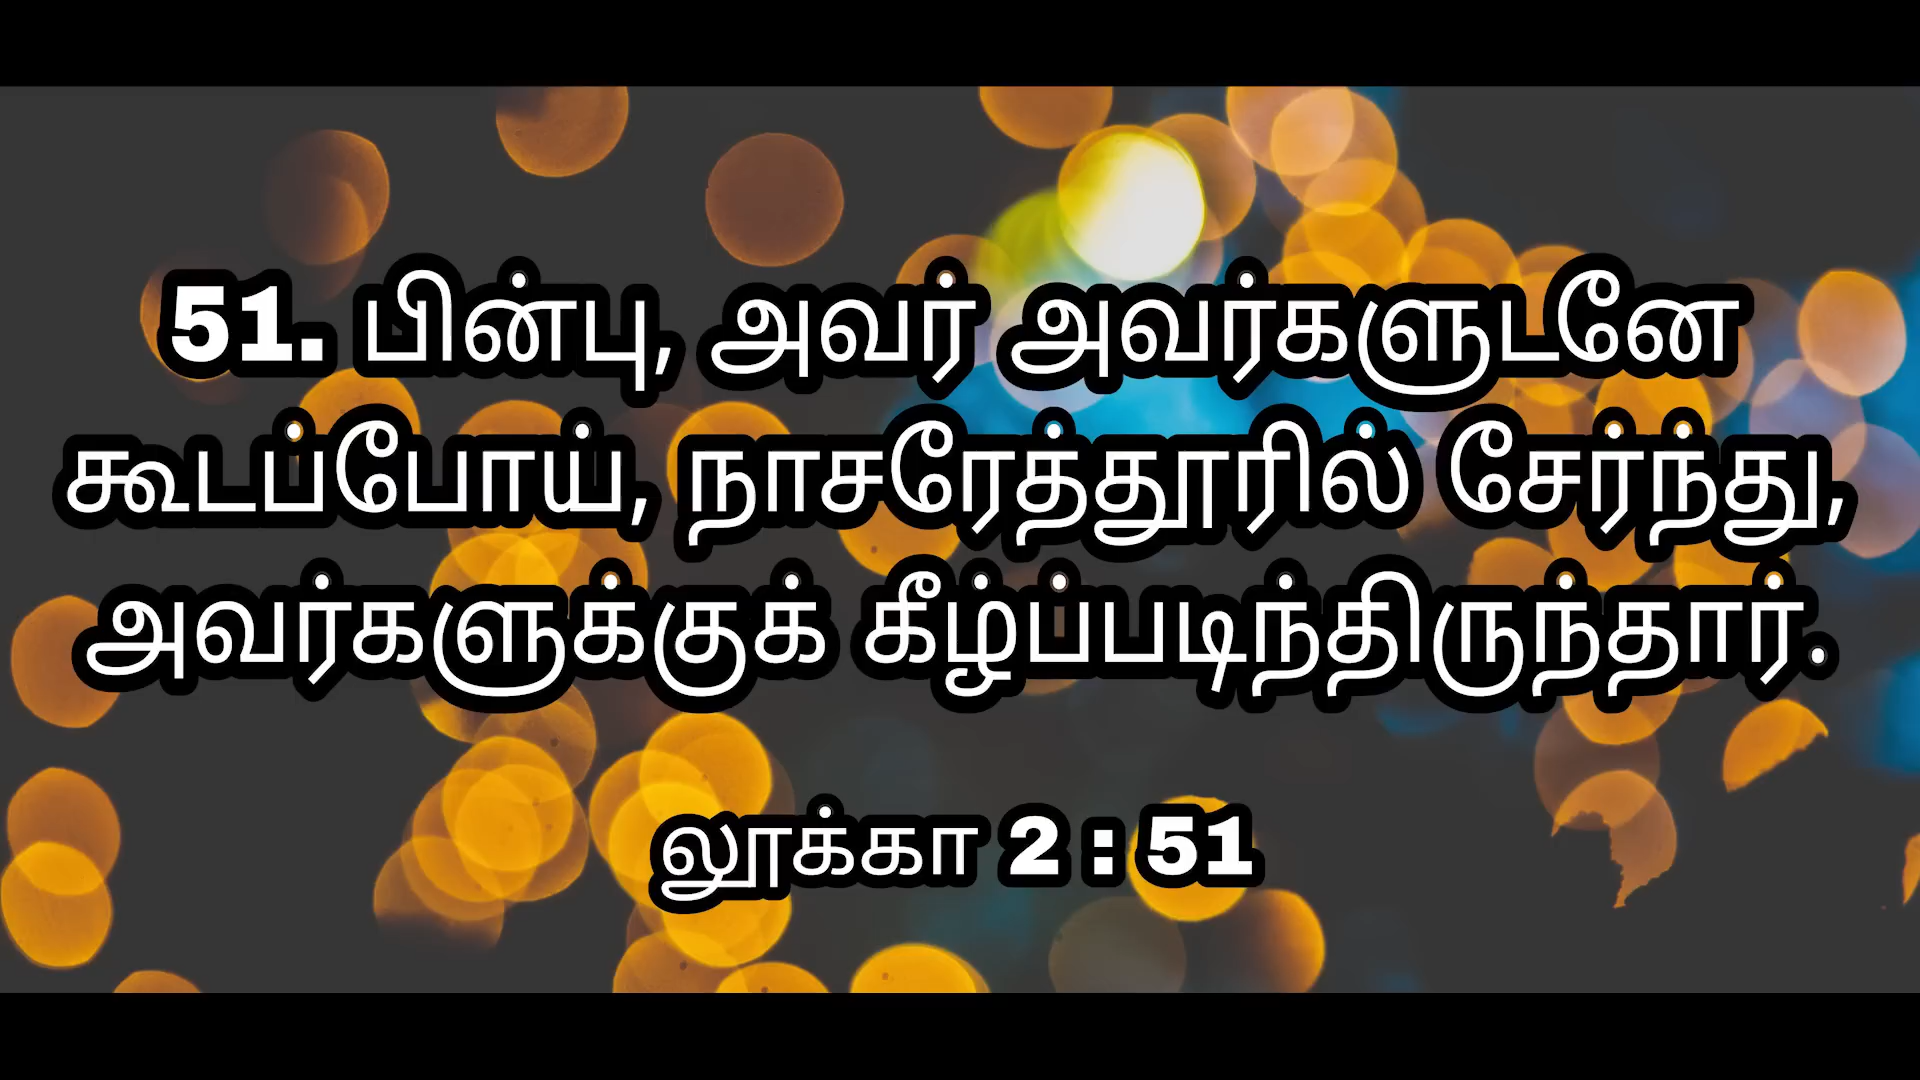 51. பின்பு, அவர் அவர்களுடனே
கூடப்போய், நாசரேத்தூரில் சேர்ந்து,
அவர்களுக்குக் கீழ்ப்படிந்திருந்தார்.
லூக்கா 2 : 51